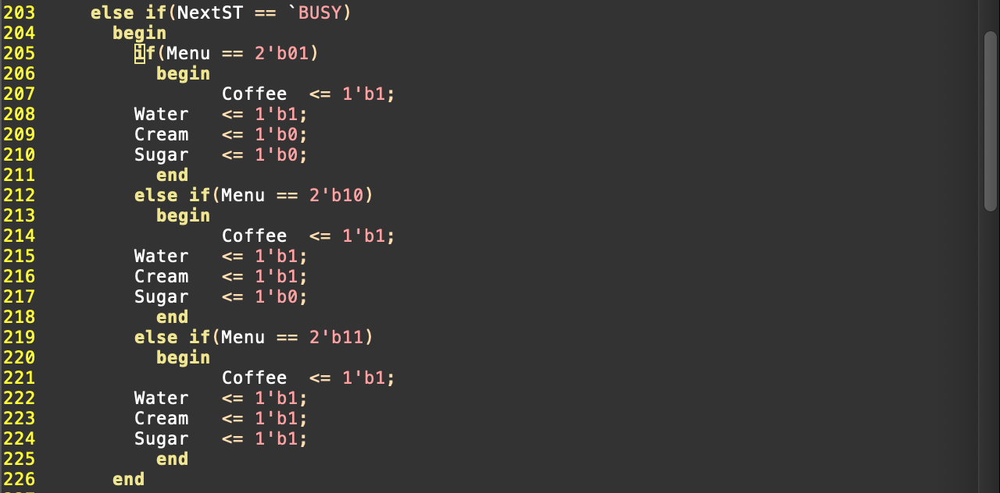 203     else if(NextST == `BUSY)
204       begin
205         if(Menu == 2'b01)
206           begin
207                 Coffee  <= 1'b1;
208         Water   <= 1'b1;
209         Cream   <= 1'b0;
210         Sugar   <= 1'b0;
211           end
212         else if(Menu == 2'b10)
213           begin
214                 Coffee  <= 1'b1;
215         Water   <= 1'b1;
216         Cream   <= 1'b1;
217         Sugar   <= 1'b0;
218           end
219         else if(Menu == 2'b11)
220           begin
221                 Coffee  <= 1'b1;
222         Water   <= 1'b1;
223         Cream   <= 1'b1;
224         Sugar   <= 1'b1;
225           end
226       end